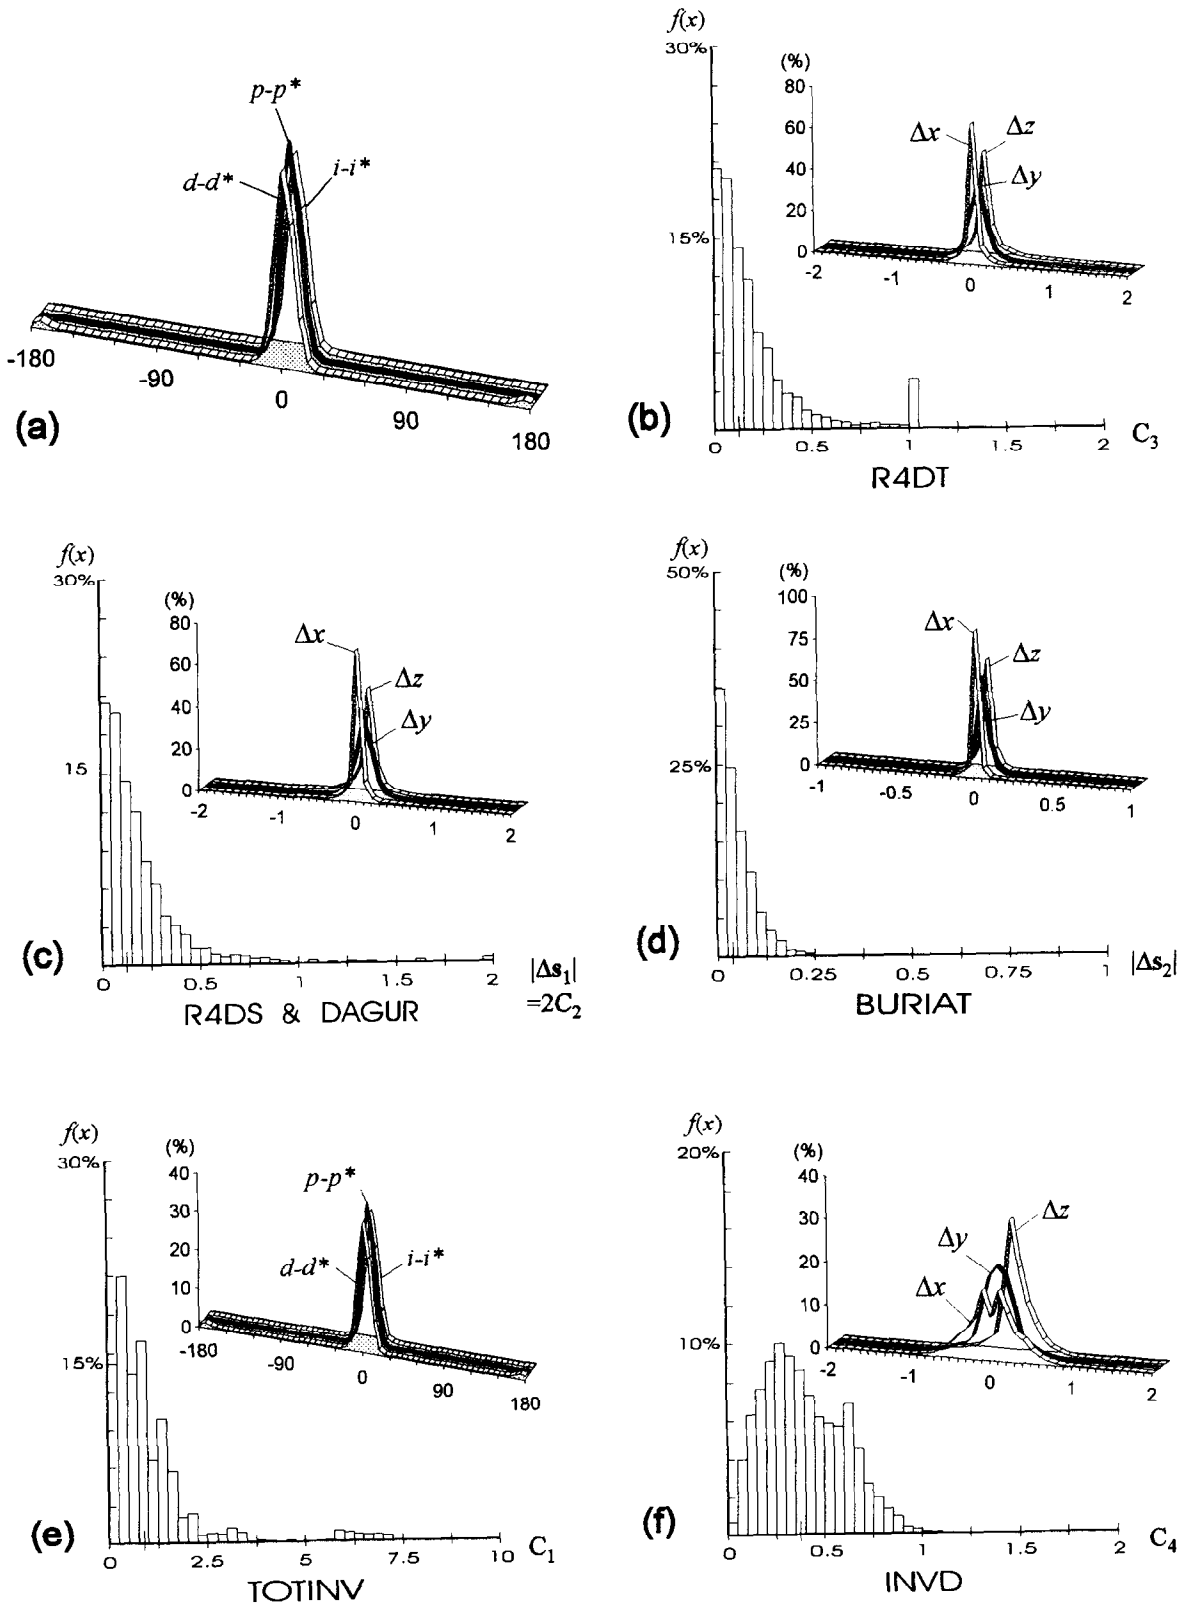 p-p*
d-d*
i-i*
-180
-90
0
90
180
(a)
f(x)
30%
15%
0 0.5 1 1.5 2 C3
(%)
80
60
40
20
0
-2 -1 0 1 2
Δx
Δz
Δy
(b)
R4DT
f(x)
30%
15
0 0.5 1 1.5 2 |Δs1|
=2C2
(%)
80
60
40
20
0
-2 -1 0 1 2
Δx
Δz
Δy
(c)
R4DS & DAGUR
f(x)
50%
25%
0 0.25 0.5 0.75 1 |Δs2|
(%)
100
75
50
25
0
-1 -0.5 0 0.5 1
Δx
Δz
Δy
(d)
BURIAT
f(x)
30%
15%
0 2.5 5 7.5 10 C1
(%)
40
30
20
10
0
-180 -90 0 90 180
p-p*
d-d*
i-i*
(e)
TOTINV
f(x)
20%
10%
0 0.5 1 1.5 2 C4
(%)
40
30
20
10
0
-2 -1 0 1 2
Δz
Δy
Δx
(f)
INVD